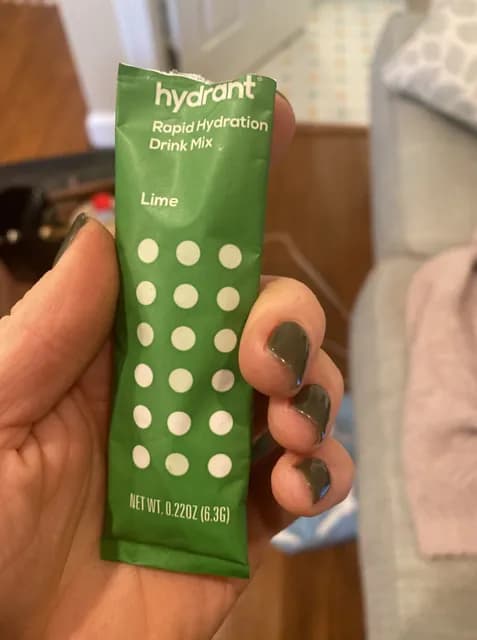 hydrant
Rapid Hydration
Drink Mix
Lime
NET WT. 0.22OZ (6.3G)